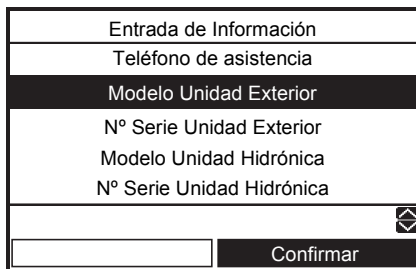 Entrada de Información
Teléfono de asistencia
Modelo Unidad Exterior
Nº Serie Unidad Exterior
Modelo Unidad Hidrónica
Nº Serie Unidad Hidrónica
Confirmar